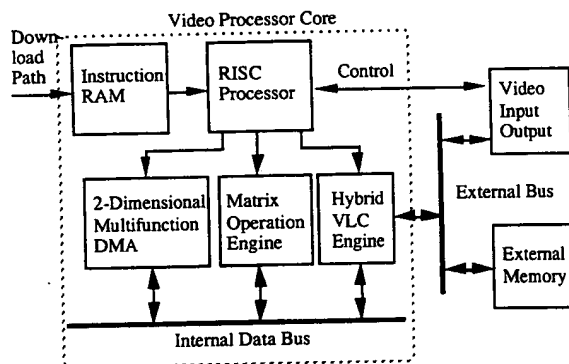 Video Processor Core
Down-
load
Path
Instruction
RAM
RISC
Processor
Control
Video
Input
Output
2-Dimensional
Multifunction
DMA
Matrix
Operation
Engine
Hybrid
VLC
Engine
External Bus
External
Memory
Internal Data Bus